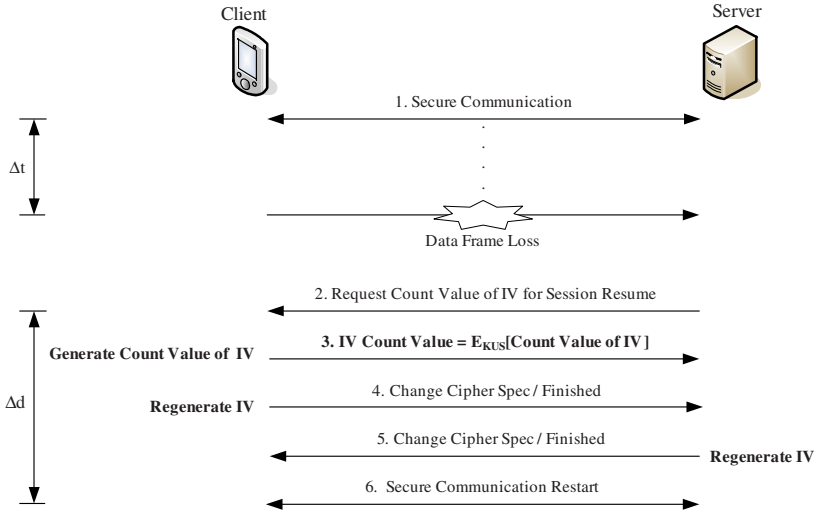 Client
Server
1. Secure Communication
Δt
Data Frame Loss
2. Request Count Value of IV for Session Resume
Generate Count Value of IV
3. IV Count Value = E_KUS[Count Value of IV]
4. Change Cipher Spec / Finished
Regenerate IV
Δd
5. Change Cipher Spec / Finished
Regenerate IV
6. Secure Communication Restart